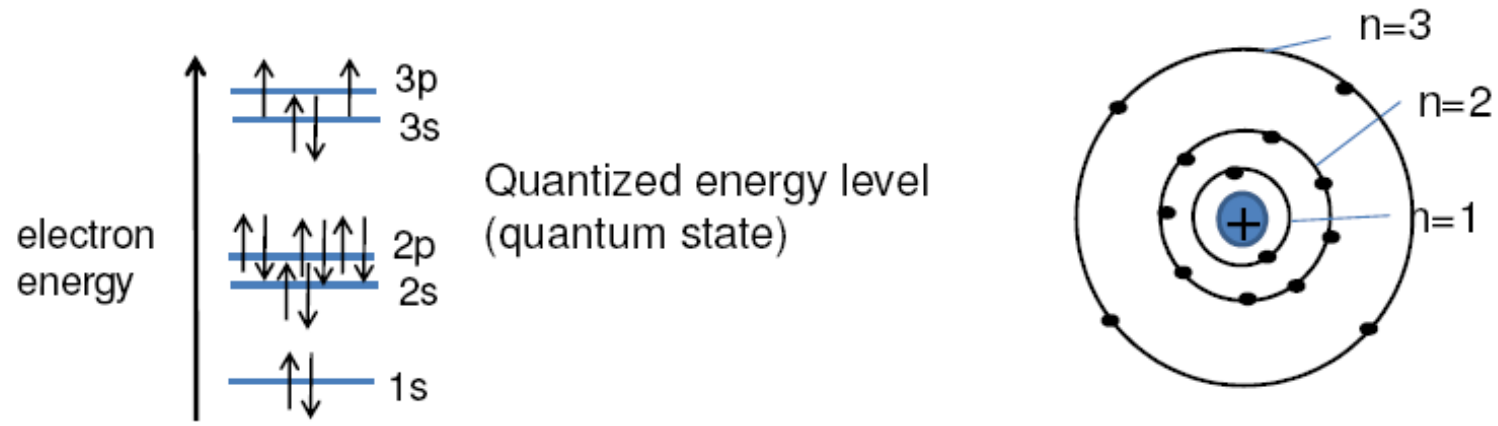 3p
3s
electron
energy
2p
2s
1s
Quantized energy level
(quantum state)
n=3
n=2
+
n=1